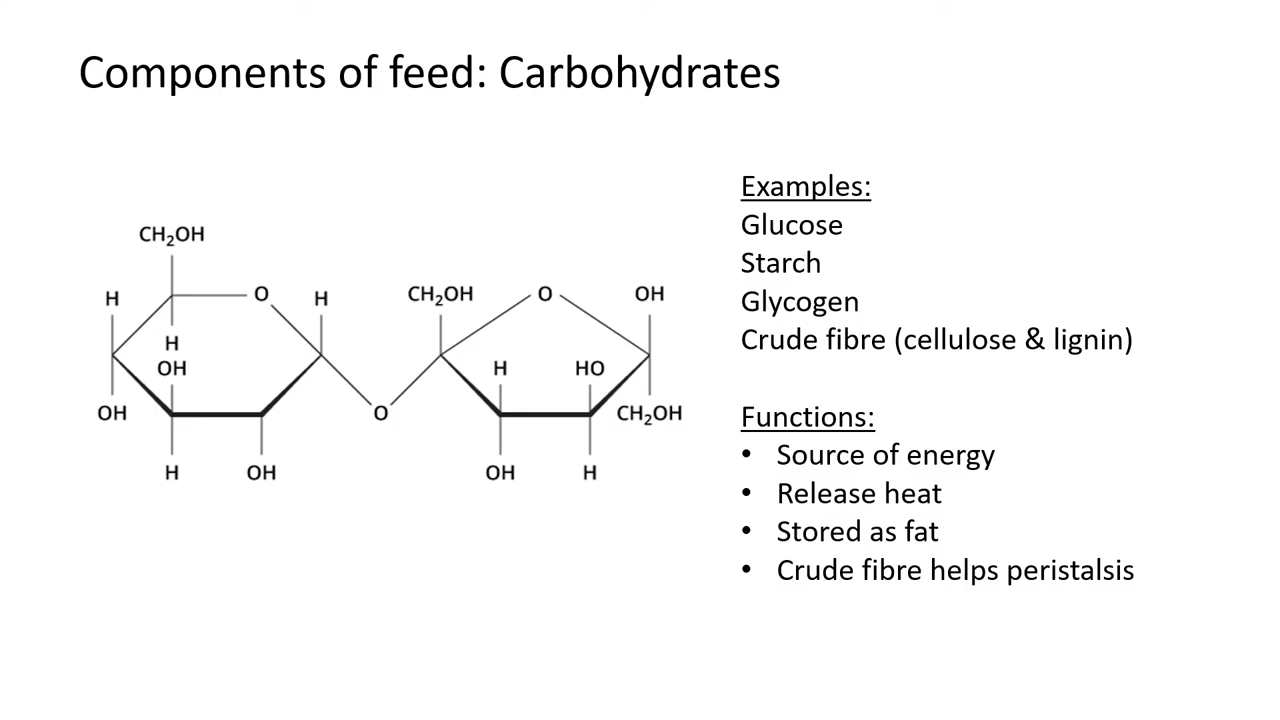 Components of feed: Carbohydrates
CH₂OH
H
O
H
CH₂OH
O
OH
H
OH
H
HO
OH
O
CH₂OH
H
OH
OH
H
Examples:
Glucose
Starch
Glycogen
Crude fibre (cellulose & lignin)
Functions:
• Source of energy
• Release heat
• Stored as fat
• Crude fibre helps peristalsis